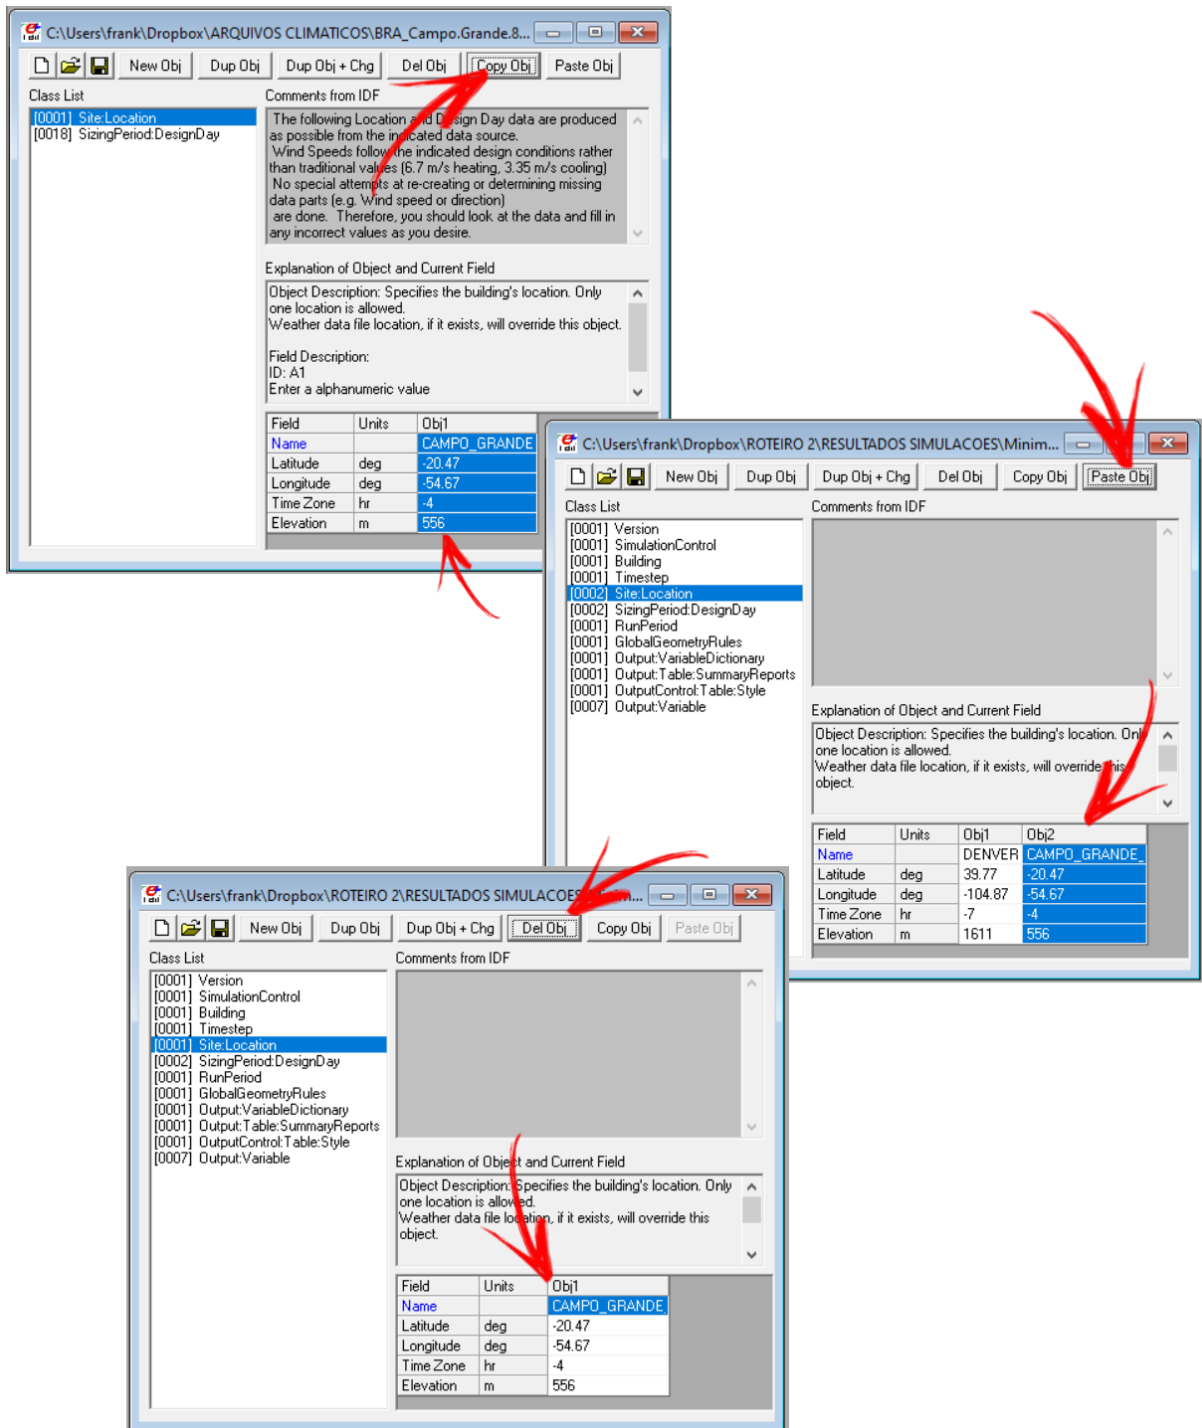 C:\Users\frank\Dropbox\ARQUIVOS CLIMATICOS\BRA_Campo.Grande.8...
New Obj Dup Obj Dup Obj + Chg Del Obj Copy Obj Paste Obj
Class List
[0001] Site:Location
[0018] SizingPeriod:DesignDay
Comments from IDF
The following Location and Design Day data are produced
as possible from the indicated data source.
Wind Speeds follow the indicated design conditions rather
than traditional values (6.7 m/s heating, 3.35 m/s cooling)
No special attempts at re-creating or determining missing
data parts (e.g. Wind speed or direction)
are done. Therefore, you should look at the data and fill in
any incorrect values as you desire.
Explanation of Object and Current Field
Object Description: Specifies the building's location. Only
one location is allowed.
Weather data file location, if it exists, will override this object.
Field Description:
ID: A1
Enter a alphanumeric value
Field Units Obj1
Name CAMPO_GRANDE
Latitude deg -20.47
Longitude deg -54.67
Time Zone hr -4
Elevation m 556
C:\Users\frank\Dropbox\ROTEIRO 2\RESULTADOS SIMULACOES\Minim...
New Obj Dup Obj Dup Obj + Chg Del Obj Copy Obj Paste Obj
Class List
[0001] Version
[0001] SimulationControl
[0001] Building
[0001] Timestep
[0002] Site:Location
[0002] SizingPeriod:DesignDay
[0001] RunPeriod
[0001] GlobalGeometryRules
[0001] Output:VariableDictionary
[0001] Output:Table:SummaryReports
[0001] OutputControl:Table:Style
[0007] Output:Variable
Comments from IDF
Explanation of Object and Current Field
Object Description: Specifies the building's location. Only
one location is allowed.
Weather data file location, if it exists, will override this
object.
Field Units Obj1 Obj2
Name DENVER CAMPO_GRANDE_
Latitude deg 39.77 -20.47
Longitude deg -104.87 -54.67
Time Zone hr -7 -4
Elevation m 1611 556
C:\Users\frank\Dropbox\ROTEIRO 2\RESULTADOS SIMULACOES\Minim...
New Obj Dup Obj Dup Obj + Chg Del Obj Copy Obj Paste Obj
Class List
[0001] Version
[0001] SimulationControl
[0001] Building
[0001] Timestep
[0001] Site:Location
[0002] SizingPeriod:DesignDay
[0001] RunPeriod
[0001] GlobalGeometryRules
[0001] Output:VariableDictionary
[0001] Output:Table:SummaryReports
[0001] OutputControl:Table:Style
[0007] Output:Variable
Comments from IDF
Explanation of Object and Current Field
Object Description: Specifies the building's location. Only
one location is allowed.
Weather data file location, if it exists, will override this
object.
Field Units Obj1
Name CAMPO_GRANDE_
Latitude deg -20.47
Longitude deg -54.67
Time Zone hr -4
Elevation m 556